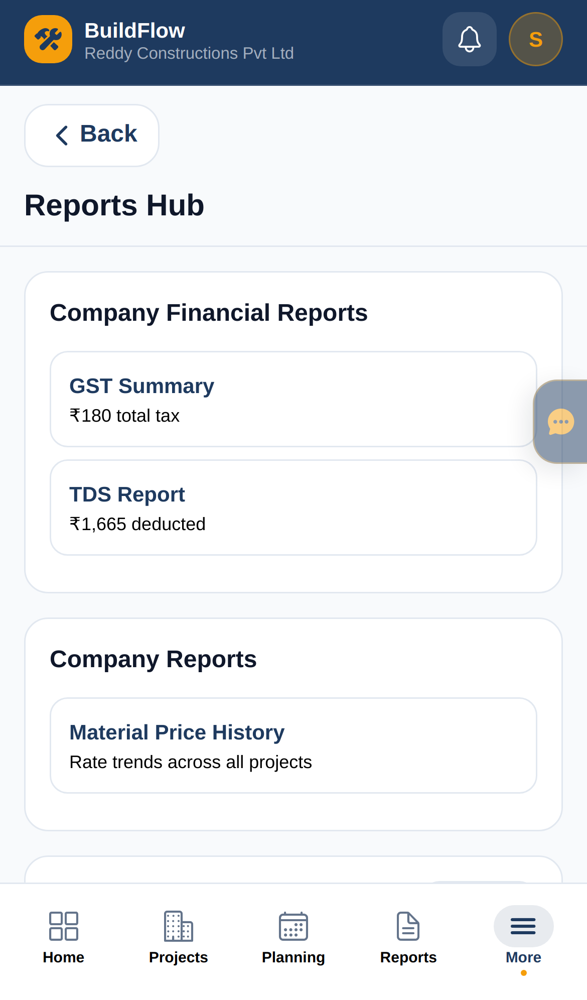 BuildFlow
Reddy Constructions Pvt Ltd
S
Back
Reports Hub
Company Financial Reports
GST Summary
₹180 total tax
TDS Report
₹1,665 deducted
Company Reports
Material Price History
Rate trends across all projects
Home
Projects
Planning
Reports
More